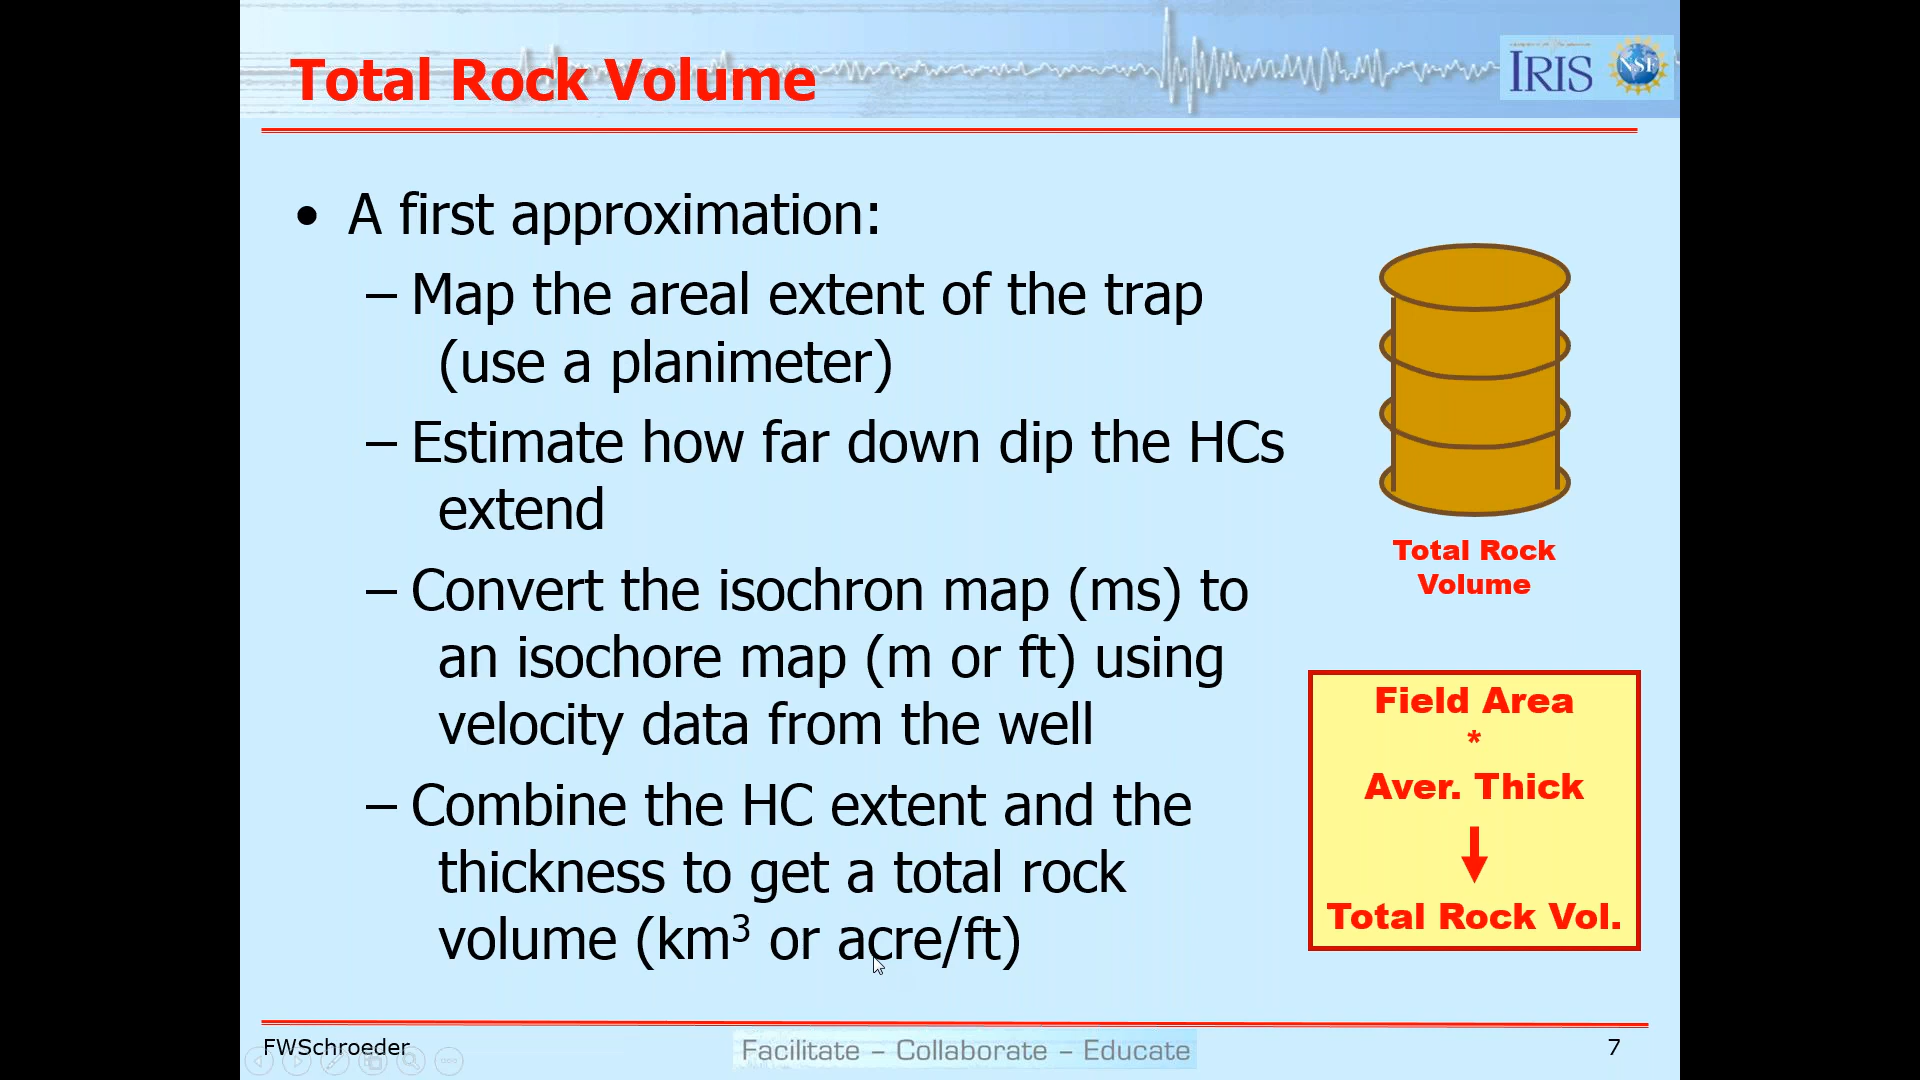 Total Rock Volume
IRIS
NSF
• A first approximation:
– Map the areal extent of the trap
(use a planimeter)
– Estimate how far down dip the HCs
extend
– Convert the isochron map (ms) to
an isochore map (m or ft) using
velocity data from the well
– Combine the HC extent and the
thickness to get a total rock
volume (km³ or acre/ft)
Total Rock
Volume
Field Area
*
Aver. Thick
Total Rock Vol.
FWSchroeder
Facilitate – Collaborate – Educate
7